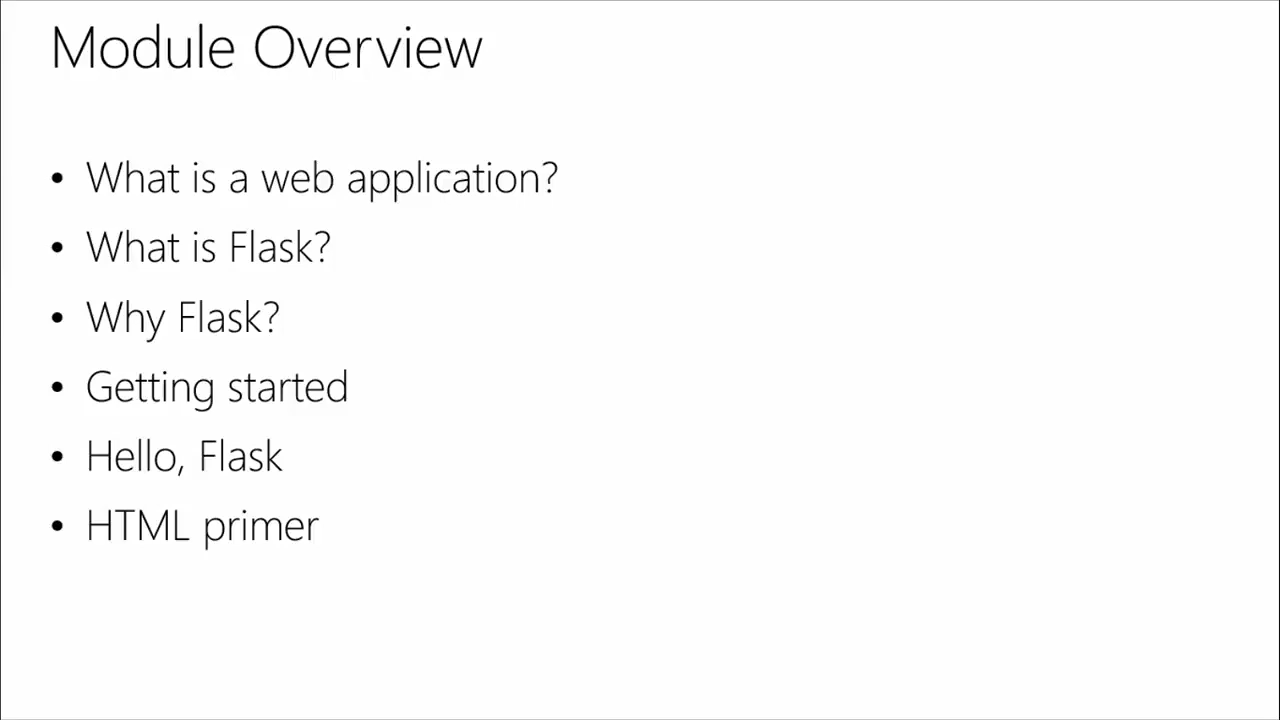 Module Overview
• What is a web application?
• What is Flask?
• Why Flask?
• Getting started
• Hello, Flask
• HTML primer